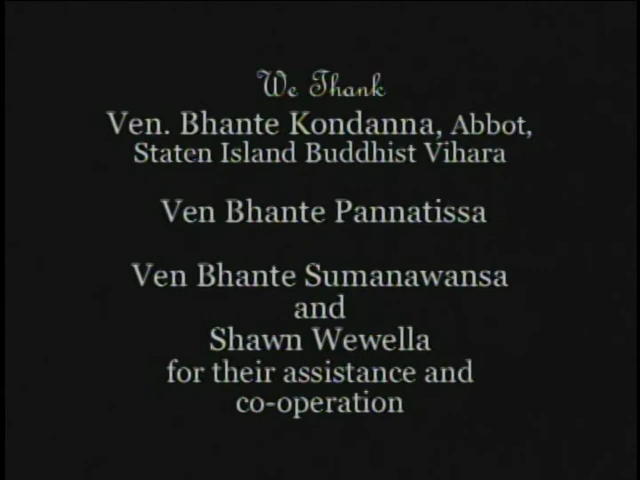 We Thank
Ven. Bhante Kondanna, Abbot,
Staten Island Buddhist Vihara
Ven Bhante Pannatissa
Ven Bhante Sumanawansa
and
Shawn Wewella
for their assistance and
co-operation